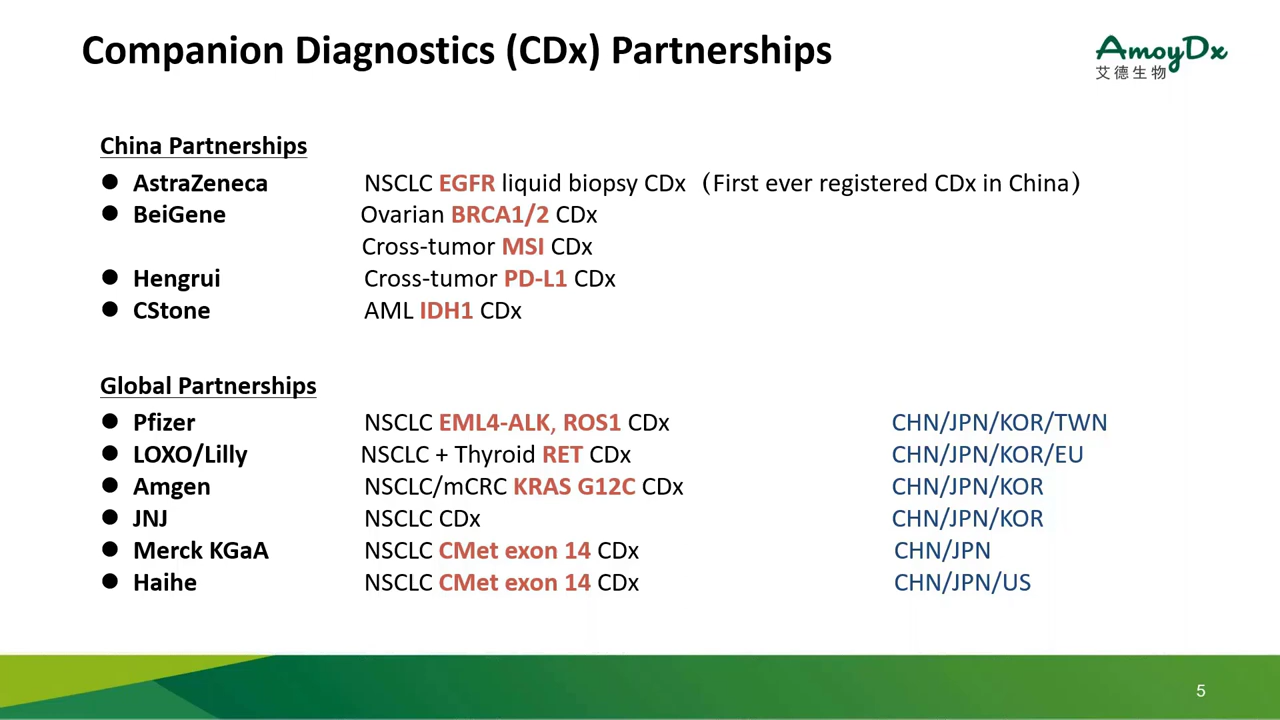 Companion Diagnostics (CDx) Partnerships
AmoyDx
艾德生物
China Partnerships
● AstraZeneca NSCLC EGFR liquid biopsy CDx（First ever registered CDx in China）
● BeiGene Ovarian BRCA1/2 CDx
Cross-tumor MSI CDx
● Hengrui Cross-tumor PD-L1 CDx
● CStone AML IDH1 CDx
Global Partnerships
● Pfizer NSCLC EML4-ALK, ROS1 CDx CHN/JPN/KOR/TWN
● LOXO/Lilly NSCLC + Thyroid RET CDx CHN/JPN/KOR/EU
● Amgen NSCLC/mCRC KRAS G12C CDx CHN/JPN/KOR
● JNJ NSCLC CDx CHN/JPN/KOR
● Merck KGaA NSCLC CMet exon 14 CDx CHN/JPN
● Haihe NSCLC CMet exon 14 CDx CHN/JPN/US
5